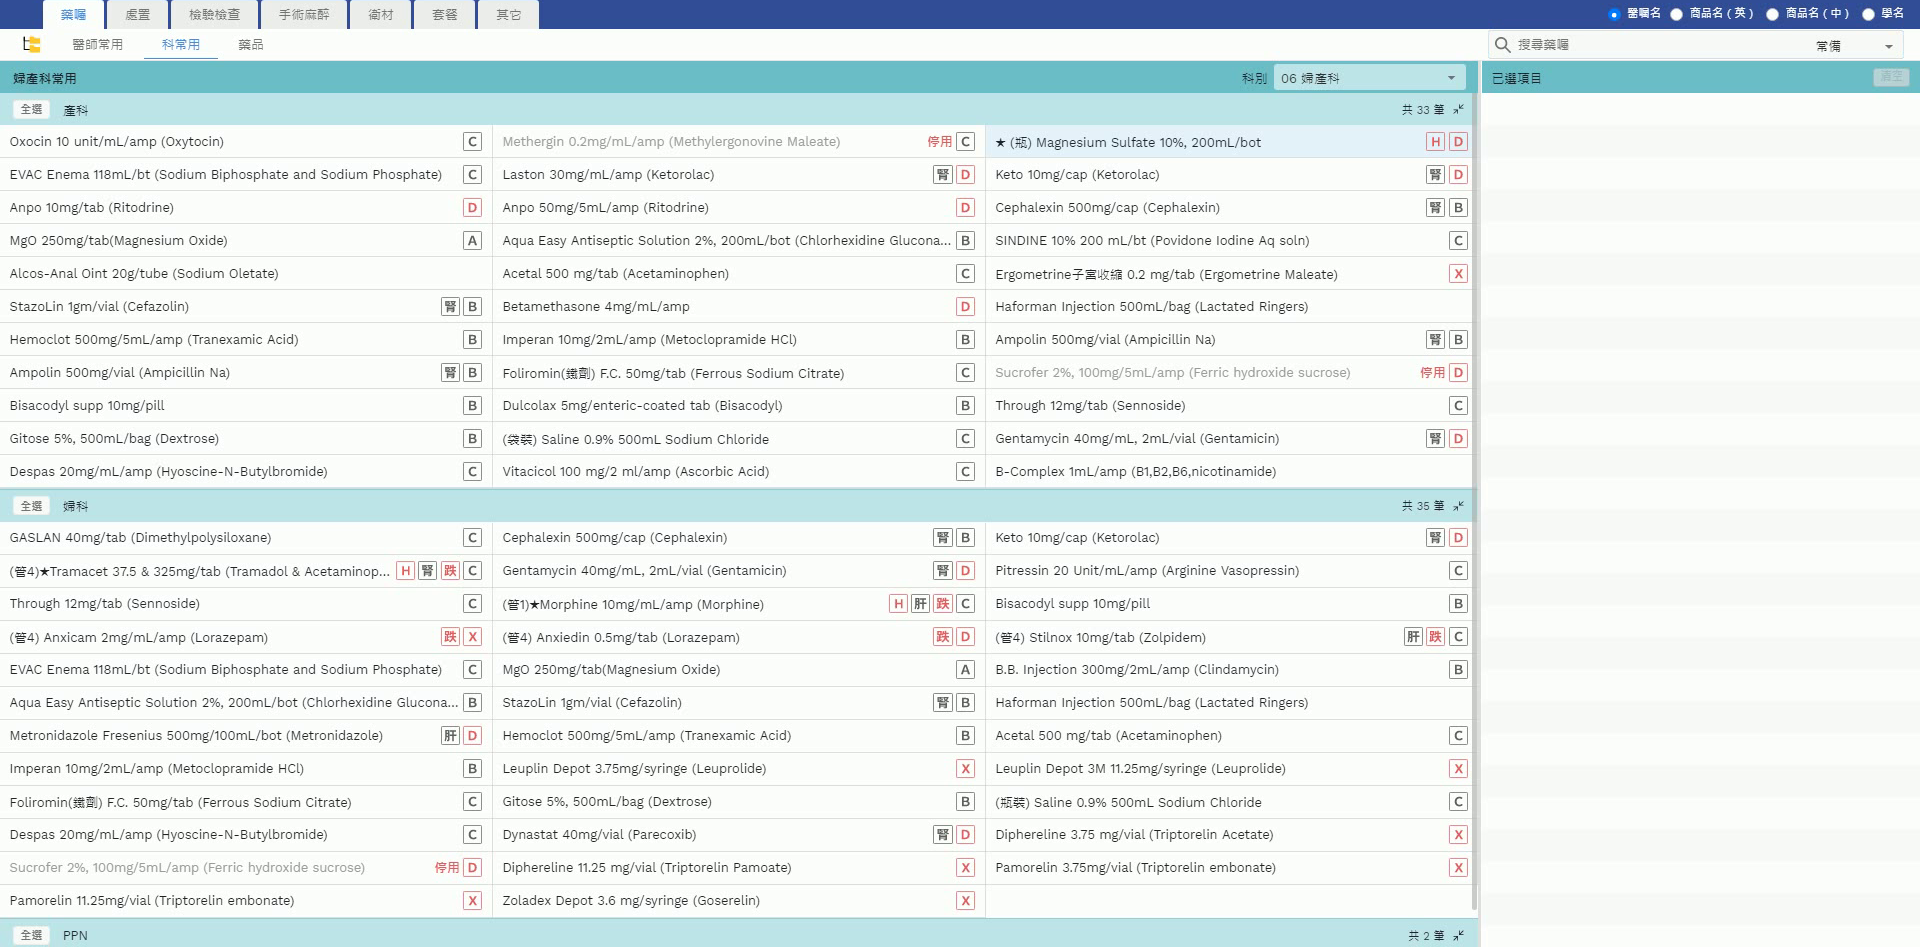 藥囑 處置 檢驗檢查 手術麻醉 衛材 套餐 其它 醫囑名 商品名 ( 英 ) 商品名 ( 中 ) 學名
醫師常用 科常用 藥品 搜尋藥囑 常備
婦產科常用 科別 06 婦產科 已選項目 清空
全選 產科 共 33 筆
Oxocin 10 unit/mL/amp (Oxytocin) C Methergin 0.2mg/mL/amp (Methylergonovine Maleate) 停用 C ★ (瓶) Magnesium Sulfate 10%, 200mL/bot H D
EVAC Enema 118mL/bt (Sodium Biphosphate and Sodium Phosphate) C Laston 30mg/mL/amp (Ketorolac) 腎 D Keto 10mg/cap (Ketorolac) 腎 D
Anpo 10mg/tab (Ritodrine) D Anpo 50mg/5mL/amp (Ritodrine) D Cephalexin 500mg/cap (Cephalexin) 腎 B
MgO 250mg/tab(Magnesium Oxide) A Aqua Easy Antiseptic Solution 2%, 200mL/bot (Chlorhexidine Glucona... B SINDINE 10% 200 mL/bt (Povidone Iodine Aq soln) C
Alcos-Anal Oint 20g/tube (Sodium Oletate) Acetal 500 mg/tab (Acetaminophen) C Ergometrine子宮收縮 0.2 mg/tab (Ergometrine Maleate) X
StazoLin 1gm/vial (Cefazolin) 腎 B Betamethasone 4mg/mL/amp D Haforman Injection 500mL/bag (Lactated Ringers)
Hemoclot 500mg/5mL/amp (Tranexamic Acid) B Imperan 10mg/2mL/amp (Metoclopramide HCl) B Ampolin 500mg/vial (Ampicillin Na) 腎 B
Ampolin 500mg/vial (Ampicillin Na) 腎 B Foliromin(鐵劑) F.C. 50mg/tab (Ferrous Sodium Citrate) C Sucrofer 2%, 100mg/5mL/amp (Ferric hydroxide sucrose) 停用 D
Bisacodyl supp 10mg/pill B Dulcolax 5mg/enteric-coated tab (Bisacodyl) B Through 12mg/tab (Sennoside) C
Gitose 5%, 500mL/bag (Dextrose) B (袋裝) Saline 0.9% 500mL Sodium Chloride C Gentamycin 40mg/mL, 2mL/vial (Gentamicin) 腎 D
Despas 20mg/mL/amp (Hyoscine-N-Butylbromide) C Vitacicol 100 mg/2 ml/amp (Ascorbic Acid) C B-Complex 1mL/amp (B1,B2,B6,nicotinamide)
全選 婦科 共 35 筆
GASLAN 40mg/tab (Dimethylpolysiloxane) C Cephalexin 500mg/cap (Cephalexin) 腎 B Keto 10mg/cap (Ketorolac) 腎 D
(管4)★Tramacet 37.5 & 325mg/tab (Tramadol & Acetaminop... H 腎 跌 C Gentamycin 40mg/mL, 2mL/vial (Gentamicin) 腎 D Pitressin 20 Unit/mL/amp (Arginine Vasopressin) C
Through 12mg/tab (Sennoside) C (管1)★Morphine 10mg/mL/amp (Morphine) H 肝 跌 C Bisacodyl supp 10mg/pill B
(管4) Anxicam 2mg/mL/amp (Lorazepam) 跌 X (管4) Anxiedin 0.5mg/tab (Lorazepam) 跌 D (管4) Stilnox 10mg/tab (Zolpidem) 肝 跌 C
EVAC Enema 118mL/bt (Sodium Biphosphate and Sodium Phosphate) C MgO 250mg/tab(Magnesium Oxide) A B.B. Injection 300mg/2mL/amp (Clindamycin) B
Aqua Easy Antiseptic Solution 2%, 200mL/bot (Chlorhexidine Glucona... B StazoLin 1gm/vial (Cefazolin) 腎 B Haforman Injection 500mL/bag (Lactated Ringers)
Metronidazole Fresenius 500mg/100mL/bot (Metronidazole) 肝 D Hemoclot 500mg/5mL/amp (Tranexamic Acid) B Acetal 500 mg/tab (Acetaminophen) C
Imperan 10mg/2mL/amp (Metoclopramide HCl) B Leuplin Depot 3.75mg/syringe (Leuprolide) X Leuplin Depot 3M 11.25mg/syringe (Leuprolide) X
Foliromin(鐵劑) F.C. 50mg/tab (Ferrous Sodium Citrate) C Gitose 5%, 500mL/bag (Dextrose) B (瓶裝) Saline 0.9% 500mL Sodium Chloride C
Despas 20mg/mL/amp (Hyoscine-N-Butylbromide) C Dynastat 40mg/vial (Parecoxib) 腎 D Diphereline 3.75 mg/vial (Triptorelin Acetate) X
Sucrofer 2%, 100mg/5mL/amp (Ferric hydroxide sucrose) 停用 D Diphereline 11.25 mg/vial (Triptorelin Pamoate) X Pamorelin 3.75mg/vial (Triptorelin embonate) X
Pamorelin 11.25mg/vial (Triptorelin embonate) X Zoladex Depot 3.6 mg/syringe (Goserelin) X
全選 PPN 共 2 筆